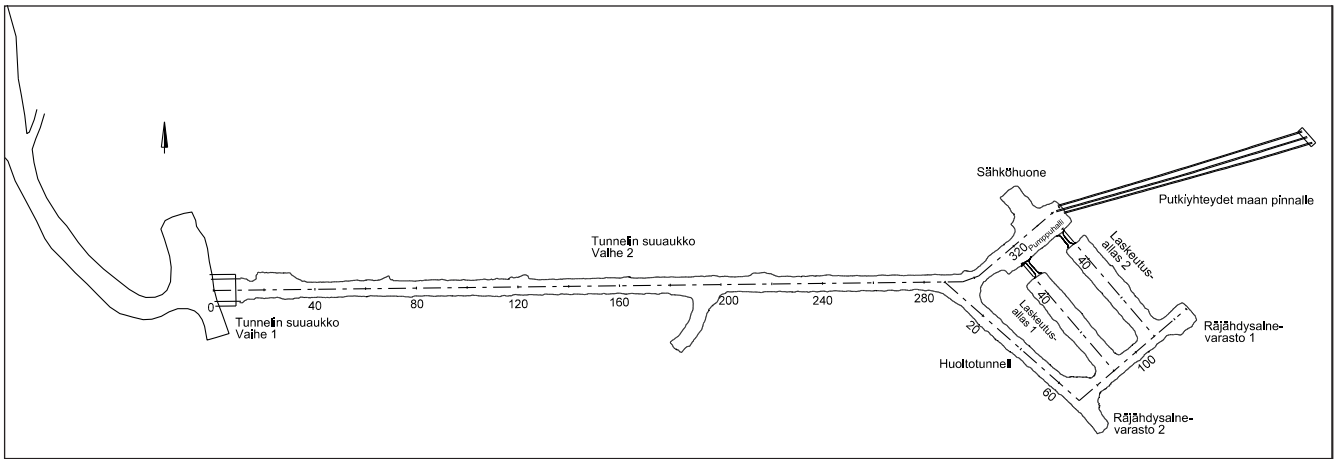 Sähköhuone
Putkiyhteydet maan pinnalle
Tunnelin suuaukko
Vaihe 2
Pumppuhalli
320
Laskeutus-
allas 2
40
40
Laskeutus-
allas 1
0
40
80
120
160
200
240
280
20
Tunnelin suuaukko
Vaihe 1
Räjähdysaine-
varasto 1
Huoltotunneli
100
60
Räjähdysaine-
varasto 2